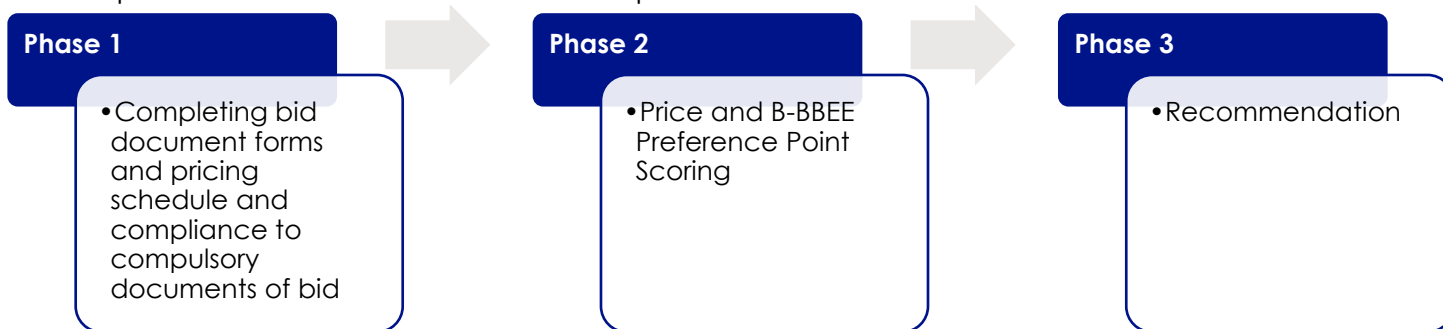 Phase 1
•Completing bid
document forms
and pricing
schedule and
compliance to
compulsory
documents of bid
Phase 2
•Price and B-BBEE
Preference Point
Scoring
Phase 3
•Recommendation